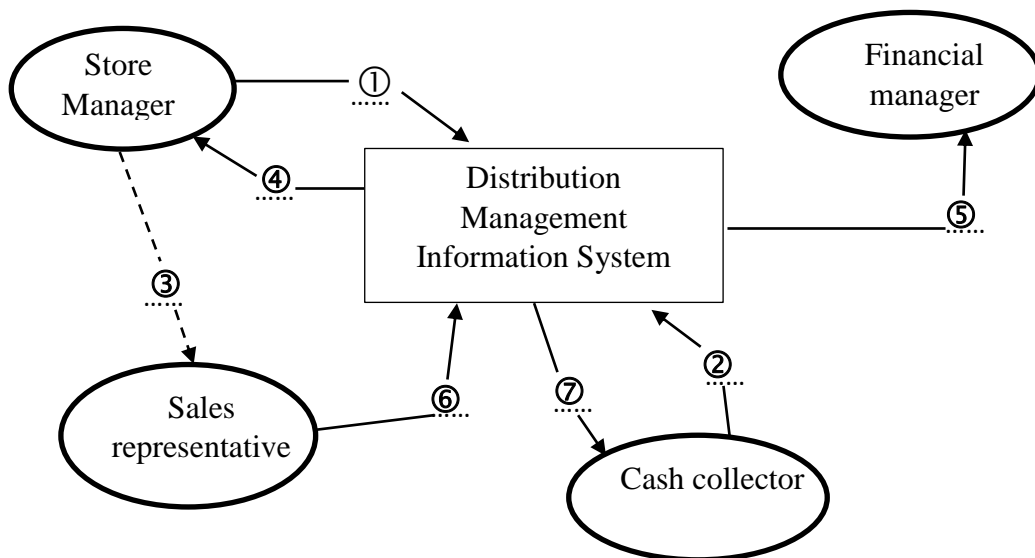 Store
Manager
①
……
Financial
manager
④
……
Distribution
Management
Information System
⑤
……
③
……
②
……
⑥
……
⑦
……
Sales
representative
Cash collector